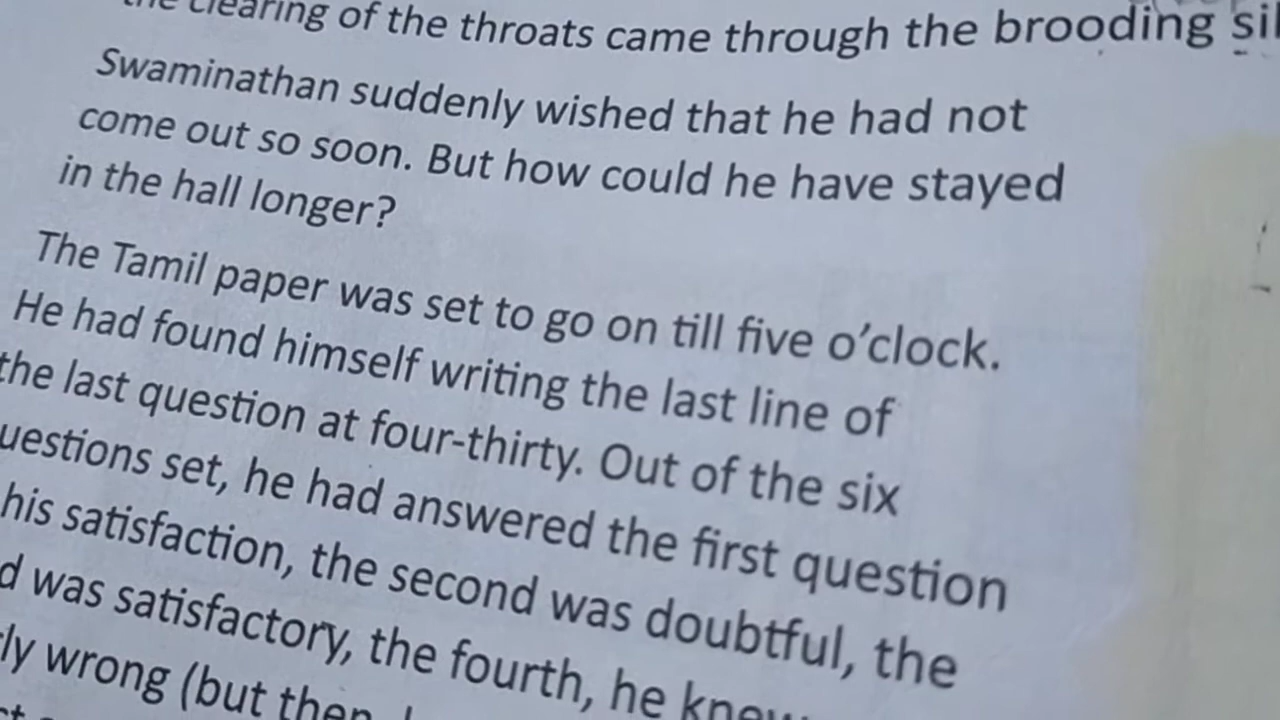 the clearing of the throats came through the brooding
Swaminathan suddenly wished that he had not
come out so soon. But how could he have stayed
in the hall longer?
The Tamil paper was set to go on till five o'clock.
He had found himself writing the last line of
the last question at four-thirty. Out of the six
uestions set, he had answered the first question
his satisfaction, the second was doubtful, the
d was satisfactory, the fourth, he knew
ly wrong (but then